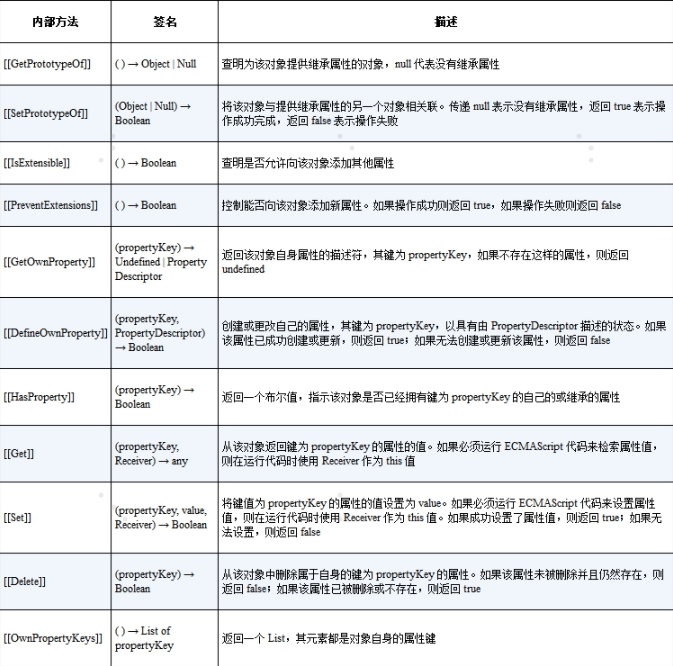 内部方法 签名 描述
[[GetPrototypeOf]] ( ) → Object | Null 查明为该对象提供继承属性的对象，null 代表没有继承属性
[[SetPrototypeOf]] (Object | Null) → Boolean 将该对象与提供继承属性的另一个对象相关联。传递 null 表示没有继承属性，返回 true 表示操作成功完成，返回 false 表示操作失败
[[IsExtensible]] ( ) → Boolean 查明是否允许向该对象添加其他属性
[[PreventExtensions]] ( ) → Boolean 控制能否向该对象添加新属性。如果操作成功则返回 true，如果操作失败则返回 false
[[GetOwnProperty]] (propertyKey) → Undefined | Property Descriptor 返回该对象自身属性的描述符，其键为 propertyKey，如果不存在这样的属性，则返回 undefined
[[DefineOwnProperty]] (propertyKey, PropertyDescriptor) → Boolean 创建或更改自己的属性，其键为 propertyKey，以具有由 PropertyDescriptor 描述的状态。如果该属性已成功创建或更新，则返回 true；如果无法创建或更新该属性，则返回 false
[[HasProperty]] (propertyKey) → Boolean 返回一个布尔值，指示该对象是否已经拥有键为 propertyKey 的自己的或继承的属性
[[Get]] (propertyKey, Receiver) → any 从该对象返回键为 propertyKey 的属性的值。如果必须运行 ECMAScript 代码来检索属性值，则在运行代码时使用 Receiver 作为 this 值
[[Set]] (propertyKey, value, Receiver) → Boolean 将键值为 propertyKey 的属性的值设置为 value。如果必须运行 ECMAScript 代码来设置属性值，则在运行代码时使用 Receiver 作为 this 值。如果成功设置了属性值，则返回 true；如果无法设置，则返回 false
[[Delete]] (propertyKey) → Boolean 从该对象中删除属于自身的键为 propertyKey 的属性。如果该属性未被删除并且仍然存在，则返回 false；如果该属性已被删除或不存在，则返回 true
[[OwnPropertyKeys]] ( ) → List of propertyKey 返回一个 List，其元素都是对象自身的属性键